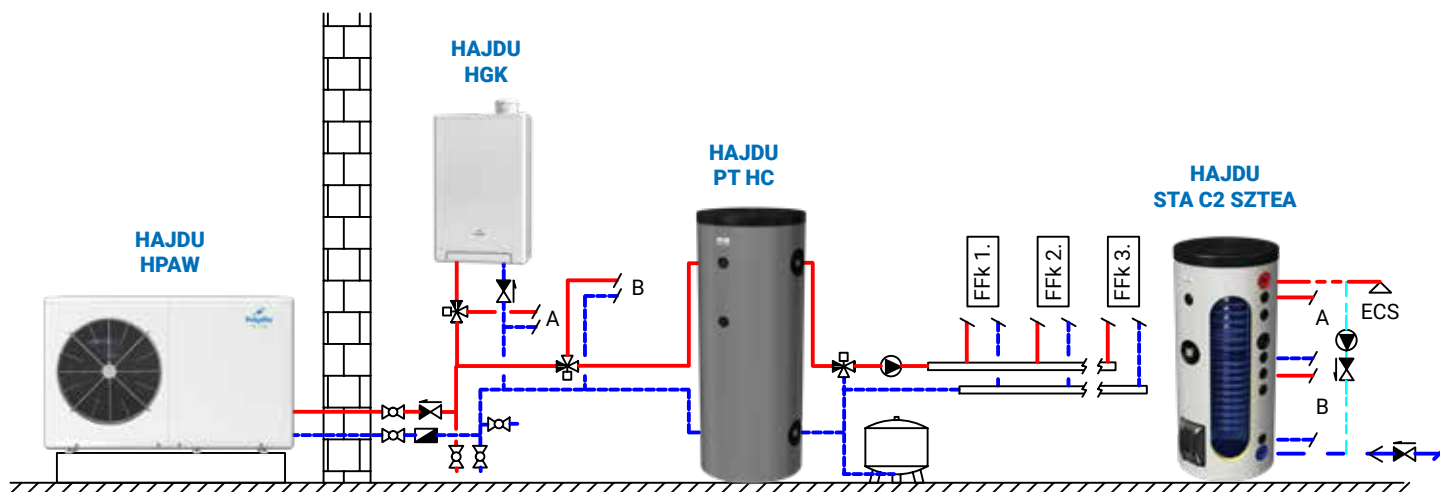 HAJDU
HPAW
HAJDU
HGK
A
B
HAJDU
PT HC
FFk 1.
FFk 2.
FFk 3.
HAJDU
STA C2 SZTEA
A
B
ECS